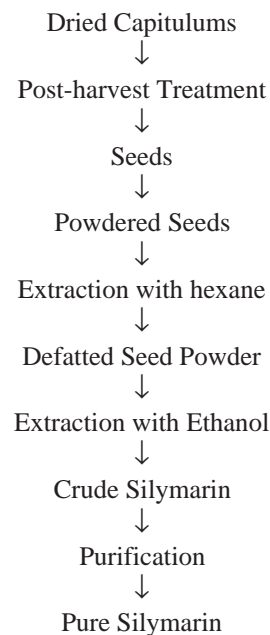 Dried Capitulums
↓
Post-harvest Treatment
↓
Seeds
↓
Powdered Seeds
↓
Extraction with hexane
↓
Defatted Seed Powder
↓
Extraction with Ethanol
↓
Crude Silymarin
↓
Purification
↓
Pure Silymarin